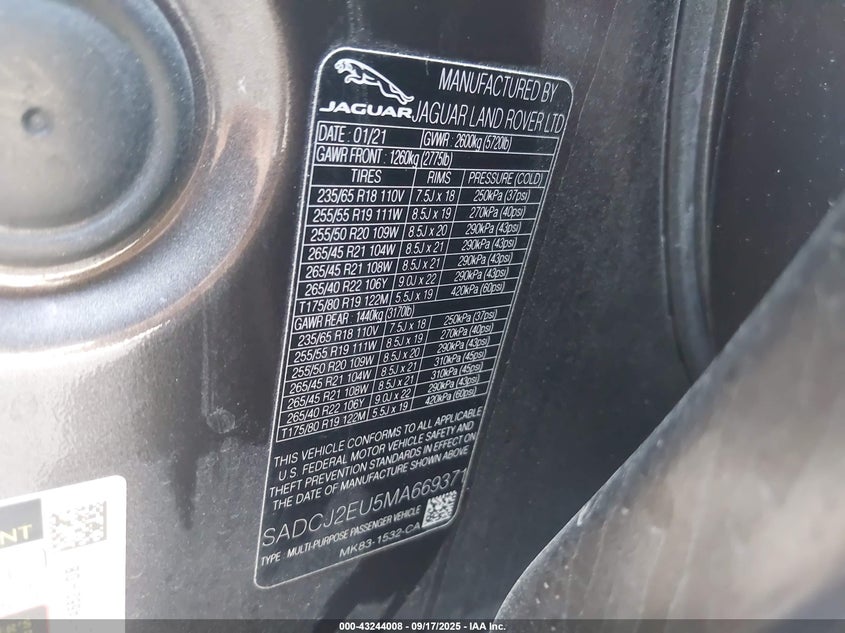 JAGUAR
MANUFACTURED BY
JAGUAR LAND ROVER LTD
DATE : 01/21 GVWR : 2600kg (5720lb)
GAWR FRONT : 1260kg (2775lb)
TIRES RIMS PRESSURE (COLD)
235/65 R18 110V 7.5J x 18 250kPa (37psi)
255/55 R19 111W 8.5J x 19 270kPa (40psi)
255/50 R20 109W 8.5J x 20 290kPa (43psi)
265/45 R21 104W 8.5J x 21 290kPa (43psi)
265/45 R21 108W 8.5J x 21 290kPa (43psi)
265/40 R22 106Y 9.0J x 22 290kPa (43psi)
T175/80 R19 122M 5.5J x 19 420kPa (60psi)
GAWR REAR : 1440kg (3170lb)
235/65 R18 110V 7.5J x 18 250kPa (37psi)
255/55 R19 111W 8.5J x 19 270kPa (40psi)
255/50 R20 109W 8.5J x 20 290kPa (43psi)
265/45 R21 104W 8.5J x 21 310kPa (45psi)
265/45 R21 108W 8.5J x 21 310kPa (45psi)
265/40 R22 106Y 9.0J x 22 290kPa (43psi)
T175/80 R19 122M 5.5J x 19 420kPa (60psi)
THIS VEHICLE CONFORMS TO ALL APPLICABLE
U.S. FEDERAL MOTOR VEHICLE SAFETY AND
THEFT PREVENTION STANDARDS IN EFFECT ON
THE DATE OF MANUFACTURE SHOWN ABOVE
SADCJ2EU5MA669371
TYPE : MULTI-PURPOSE PASSENGER VEHICLE
MK83-1532-CA
000-43244008 - 09/17/2025 - IAA Inc.